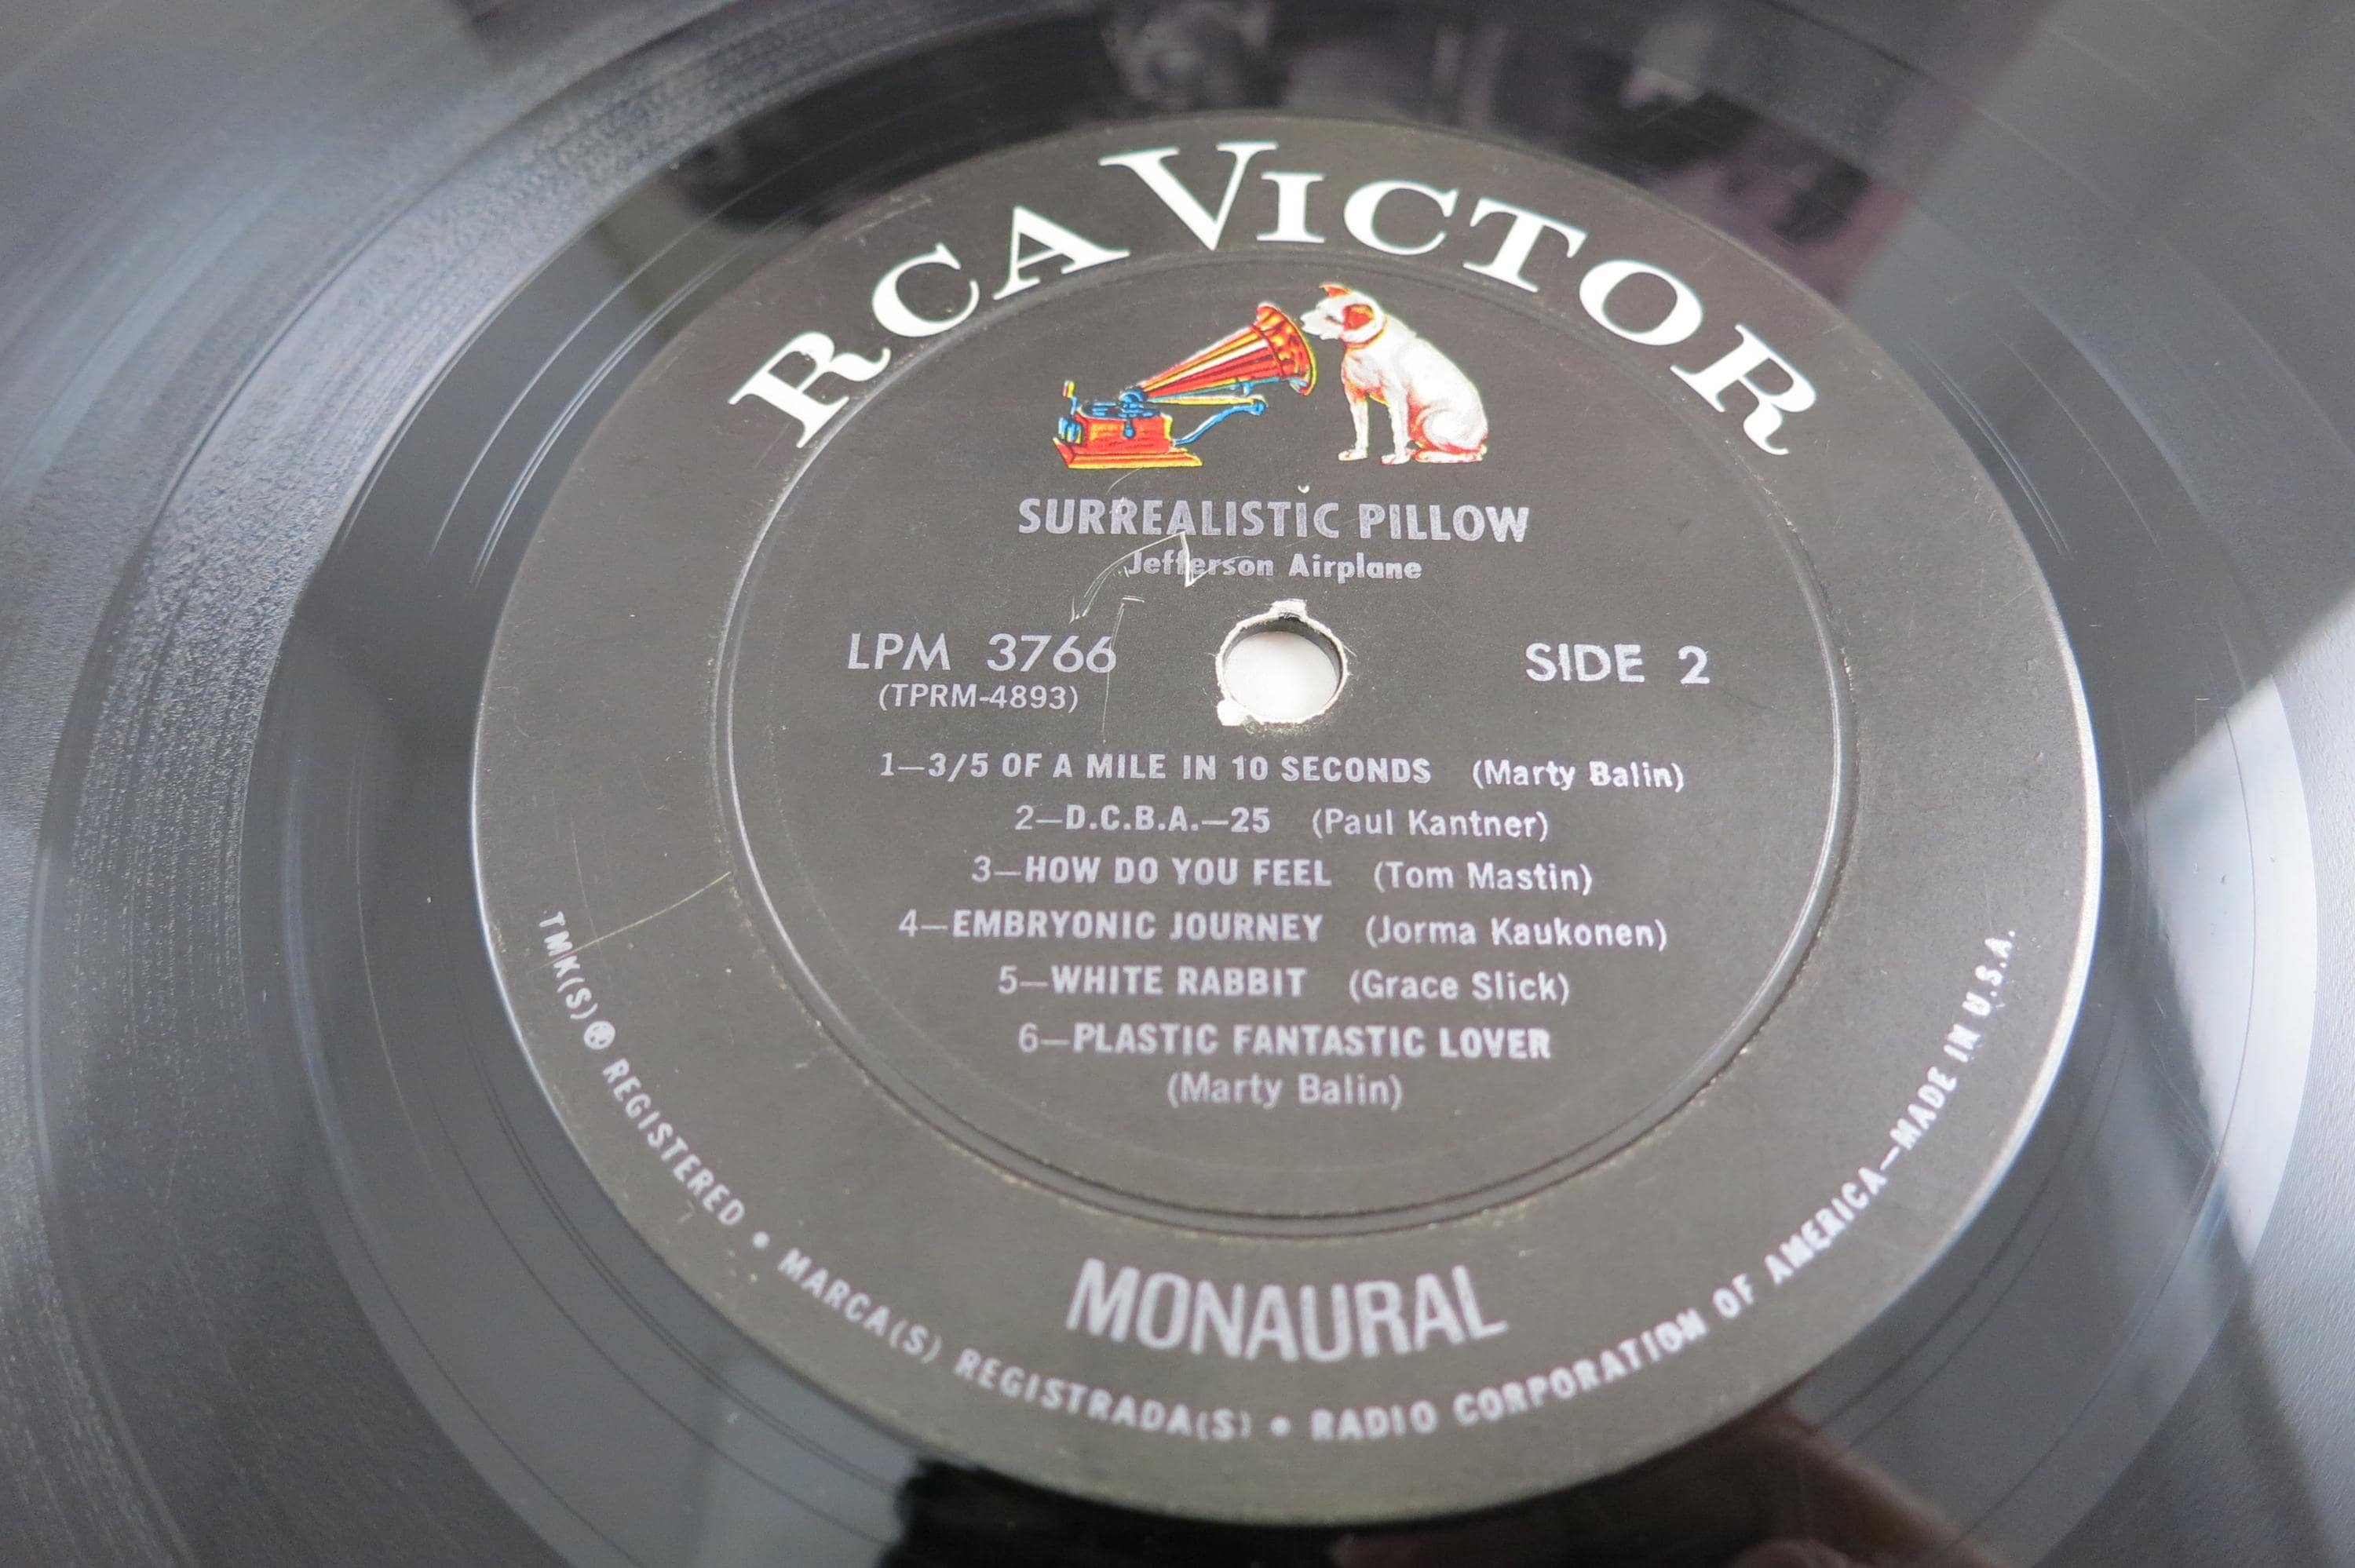 RCA VICTOR
SURREALISTIC PILLOW
Jefferson Airplane
LPM 3766
(TPRM-4893)
SIDE 2
1—3/5 OF A MILE IN 10 SECONDS (Marty Balin)
2—D.C.B.A.—25 (Paul Kantner)
3—HOW DO YOU FEEL (Tom Mastin)
4—EMBRYONIC JOURNEY (Jorma Kaukonen)
5—WHITE RABBIT (Grace Slick)
6—PLASTIC FANTASTIC LOVER
(Marty Balin)
MONAURAL
TMK(S) ® REGISTERED • MARCA(S) REGISTRADA(S) • RADIO CORPORATION OF AMERICA—MADE IN U.S.A.